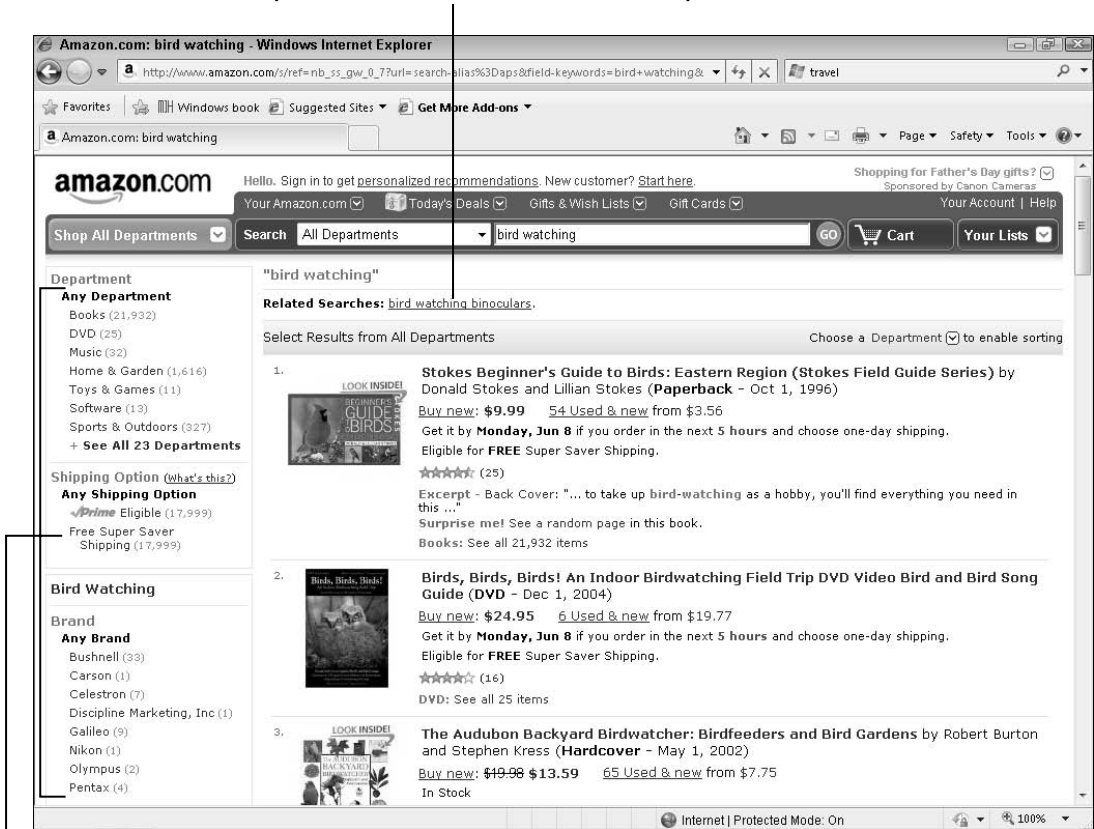 Amazon.com: bird watching - Windows Internet Explorer
http://www.amazon.com/s/ref=nb_ss_gw_0_7?url=search-alias%3Daps&field-keywords=bird+watching&
travel
Favorites Windows book Suggested Sites Get More Add-ons
Amazon.com: bird watching
Page Safety Tools
amazon.com
Hello. Sign in to get personalized recommendations. New customer? Start here.
Shopping for Father's Day gifts?
Sponsored by Canon Cameras
Your Amazon.com Today's Deals Gifts & Wish Lists Gift Cards Your Account | Help
Shop All Departments Search All Departments bird watching GO Cart Your Lists
Department
Any Department
Books (21,932)
DVD (25)
Music (32)
Home & Garden (1,616)
Toys & Games (11)
Software (13)
Sports & Outdoors (327)
+ See All 23 Departments
Shipping Option (What's this?)
Any Shipping Option
Prime Eligible (17,999)
Free Super Saver
Shipping (17,999)
Bird Watching
Brand
Any Brand
Bushnell (33)
Carson (1)
Celestron (7)
Discipline Marketing, Inc (1)
Galileo (9)
Nikon (1)
Olympus (2)
Pentax (4)
"bird watching"
Related Searches: bird watching binoculars.
Select Results from All Departments Choose a Department to enable sorting
1.
LOOK INSIDE!
BEGINNER'S
GUIDE
BIRDS
STOKES
Stokes Beginner's Guide to Birds: Eastern Region (Stokes Field Guide Series) by
Donald Stokes and Lillian Stokes (Paperback - Oct 1, 1996)
Buy new: $9.99 54 Used & new from $3.56
Get it by Monday, Jun 8 if you order in the next 5 hours and choose one-day shipping.
Eligible for FREE Super Saver Shipping.
(25)
Excerpt - Back Cover: "... to take up bird-watching as a hobby, you'll find everything you need in
this ..."
Surprise me! See a random page in this book.
Books: See all 21,932 items
2.
Birds, Birds, Birds!
Birds, Birds, Birds! An Indoor Birdwatching Field Trip DVD Video Bird and Bird Song
Guide (DVD - Dec 1, 2004)
Buy new: $24.95 6 Used & new from $19.77
Get it by Monday, Jun 8 if you order in the next 5 hours and choose one-day shipping.
Eligible for FREE Super Saver Shipping.
(16)
DVD: See all 25 items
3.
LOOK INSIDE!
BACKYARD
The Audubon Backyard Birdwatcher: Birdfeeders and Bird Gardens by Robert Burton
and Stephen Kress (Hardcover - May 1, 2002)
Buy new: $19.98 $13.59 65 Used & new from $7.75
In Stock
Internet | Protected Mode: On 100%